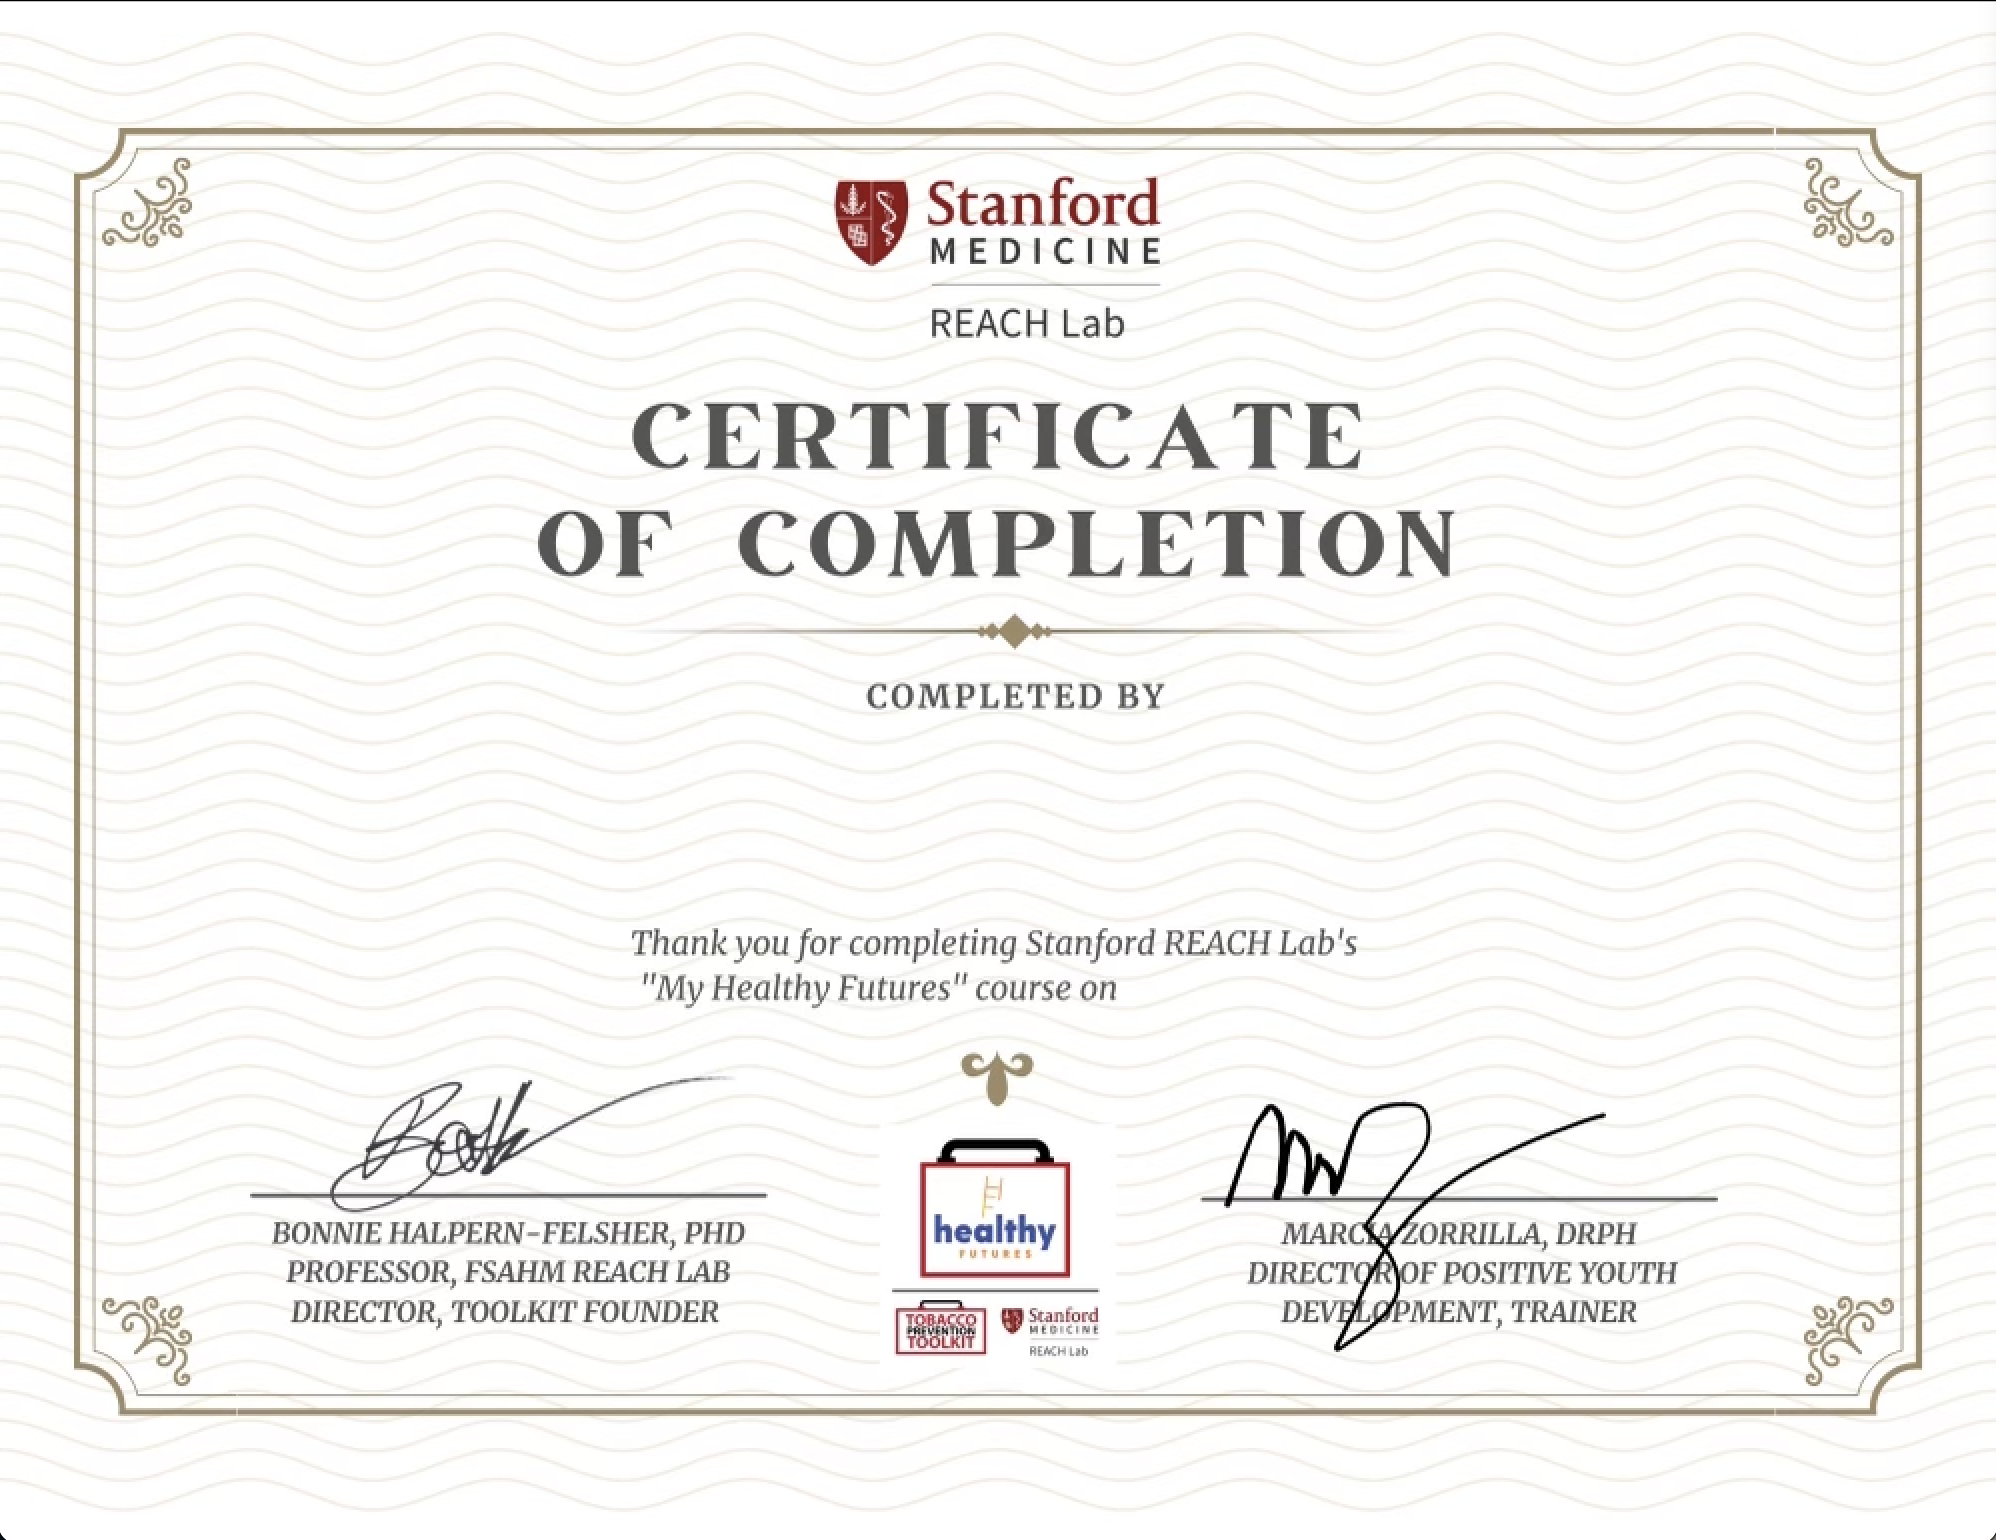 Stanford
MEDICINE
REACH Lab
CERTIFICATE
OF COMPLETION
COMPLETED BY
Thank you for completing Stanford REACH Lab's
"My Healthy Futures" course on
BONNIE HALPERN-FELSHER, PHD
PROFESSOR, FSAHM REACH LAB
DIRECTOR, TOOLKIT FOUNDER
healthy
FUTURES
TOBACCO
PREVENTION
TOOLKIT
Stanford
MEDICINE
REACH Lab
MARCIA ZORRILLA, DRPH
DIRECTOR OF POSITIVE YOUTH
DEVELOPMENT, TRAINER